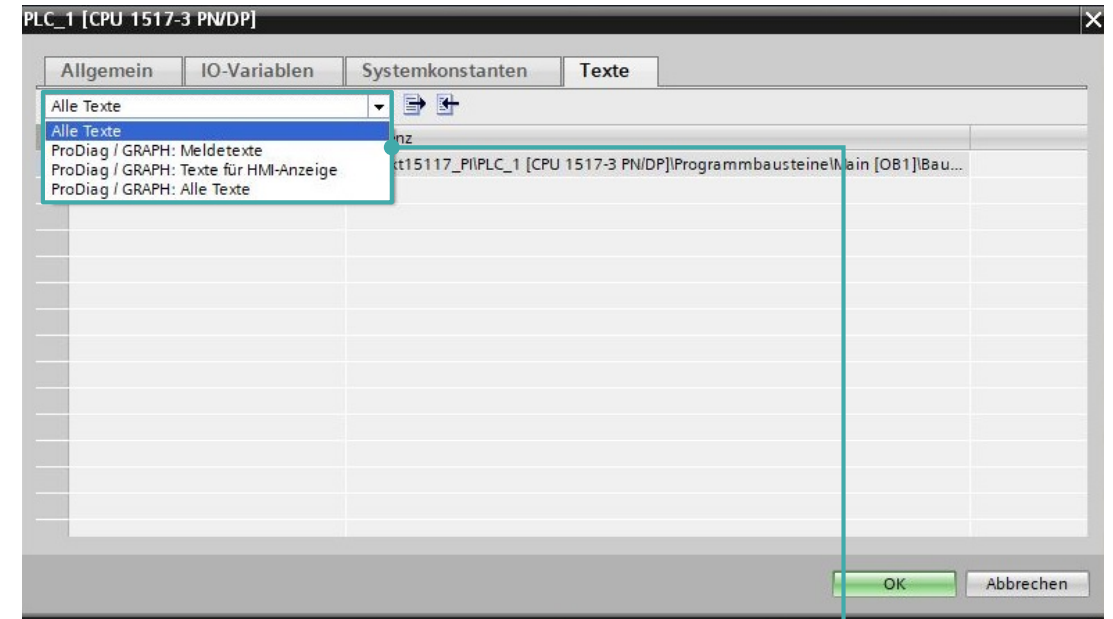 PLC_1 [CPU 1517-3 PN/DP]
Allgemein IO-Variablen Systemkonstanten Texte
Alle Texte
Alle Texte
ProDiag / GRAPH: Meldetexte
ProDiag / GRAPH: Texte für HMI-Anzeige
ProDiag / GRAPH: Alle Texte
nz
kt15117_PI\PLC_1 [CPU 1517-3 PN/DP]\Programmbausteine\Main [OB1]\Bau...
OK Abbrechen